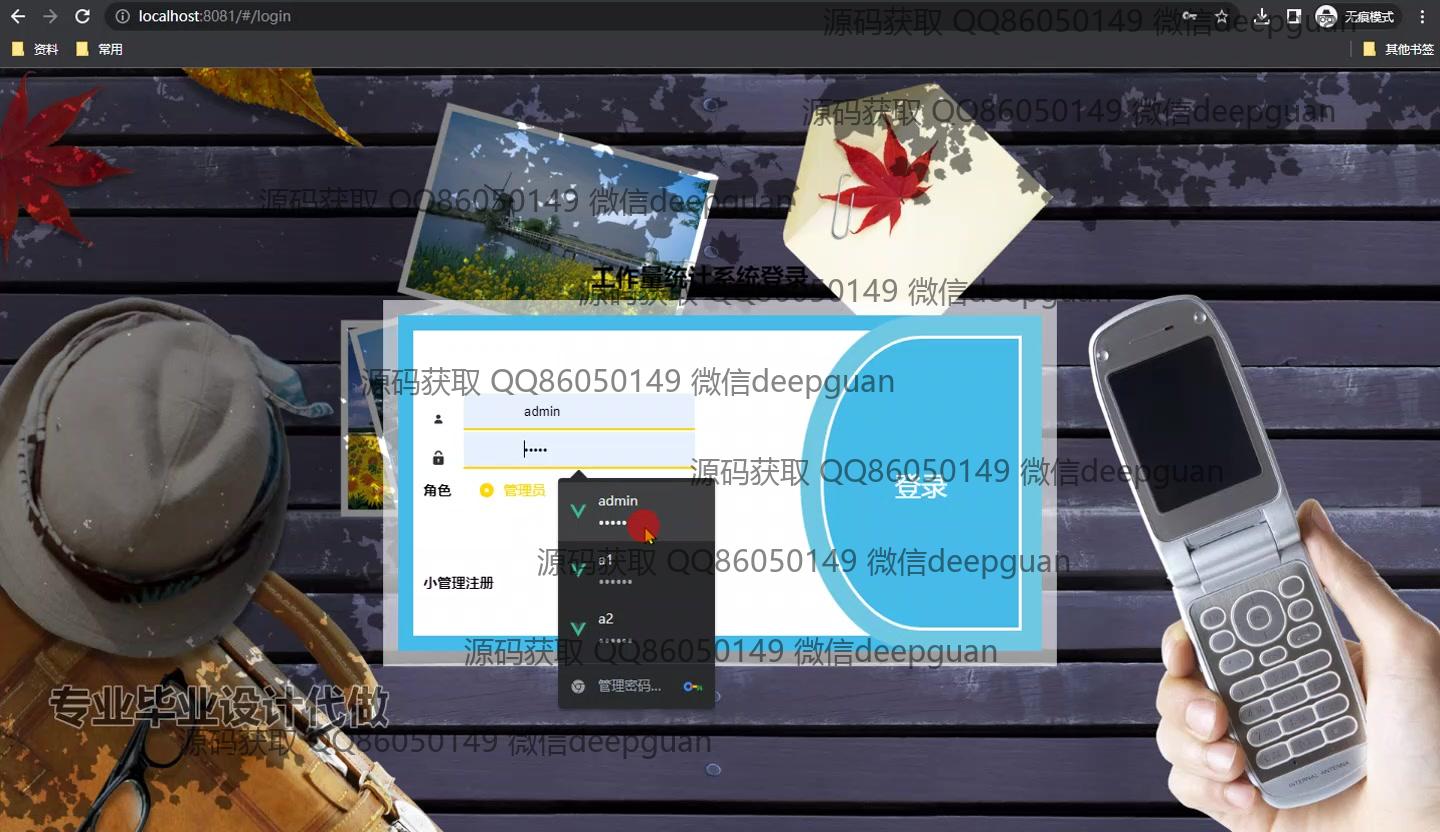 localhost:8081/#/login
无痕模式
资料
常用
其他书签
源码获取 QQ86050149 微信deepguan
源码获取 QQ86050149 微信deepguan
源码获取 QQ86050149 微信deepguan
工作量统计系统登录
源码获取 QQ86050149 微信deepguan
源码获取 QQ86050149 微信deepguan
admin
•••••
源码获取 QQ86050149 微信deepguan
登录
角色
管理员
admin
•••••
a1
••••••
源码获取 QQ86050149 微信deepguan
小管理注册
a2
••••••
源码获取 QQ86050149 微信deepguan
管理密码...
专业毕业设计代做
源码获取 QQ86050149 微信deepguan
INTERNAL ANTENNA